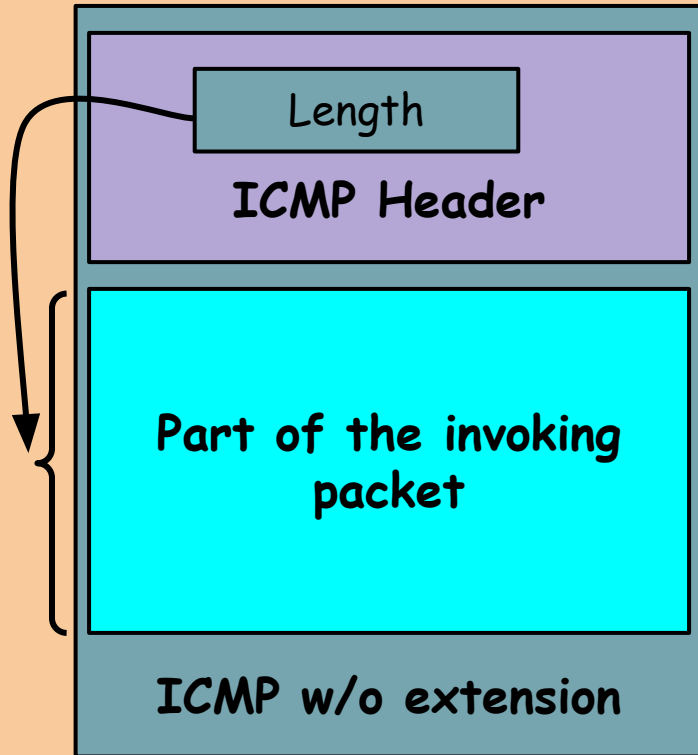 Length
ICMP Header
Part of the invoking
packet
ICMP w/o extension